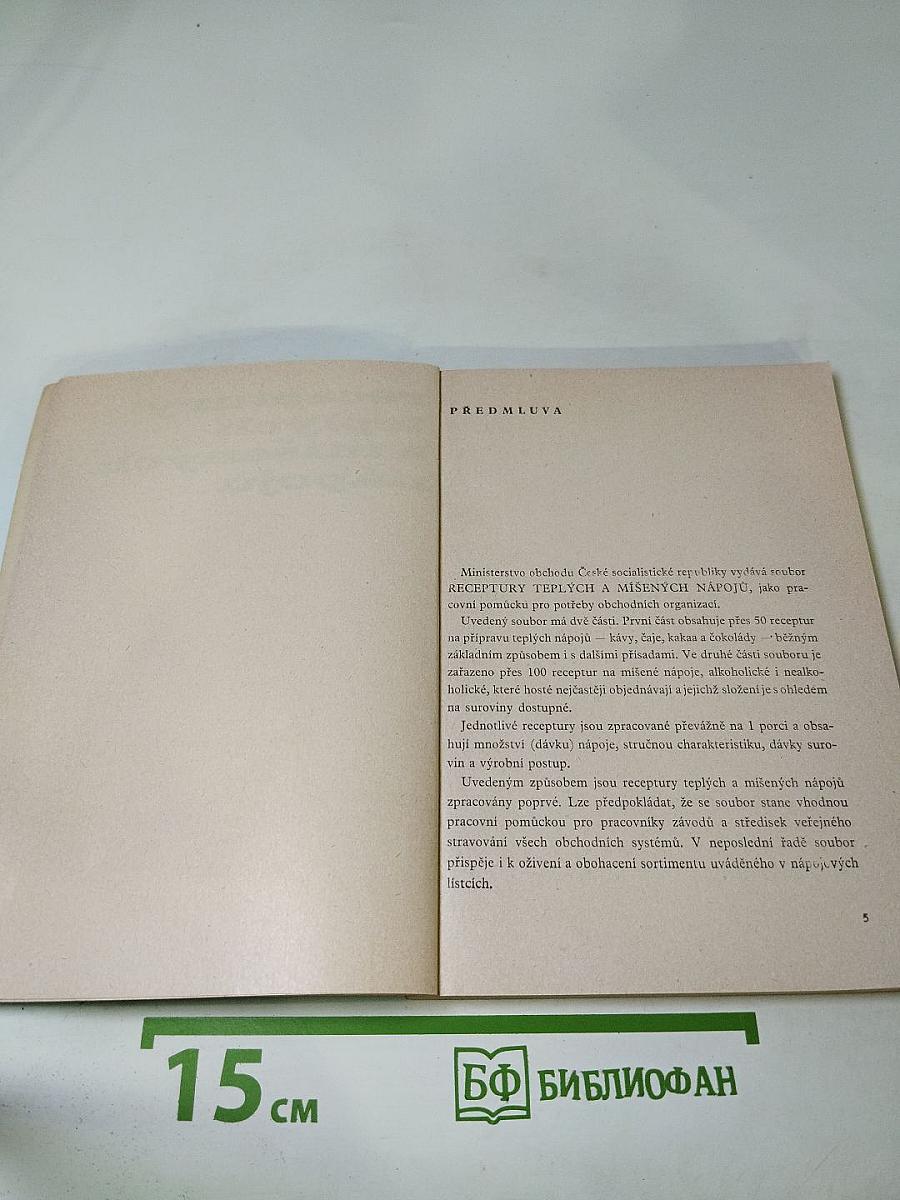 PŘEDMLUVA
Ministerstvo obchodu České socialistické republiky vydává soubor
RECEPTURY TEPLÝCH A MÍŠENÝCH NÁPOJŮ, jako pra-
covní pomůcku pro potřeby obchodních organizací.
Uvedený soubor má dvě části. První část obsahuje přes 50 receptur
na přípravu teplých nápojů — kávy, čaje, kakaa a čokolády — běžným
základním způsobem i s dalšími přísadami. Ve druhé části souboru je
zařazeno přes 100 receptur na míšené nápoje, alkoholické i nealko-
holické, které hosté nejčastěji objednávají a jejichž složení je s ohledem
na suroviny dostupné.
Jednotlivé receptury jsou zpracované převážně na 1 porci a obsa-
hují množství (dávku) nápoje, stručnou charakteristiku, dávky suro-
vin a výrobní postup.
Uvedeným způsobem jsou receptury teplých a míšených nápojů
zpracovány poprvé. Lze předpokládat, že se soubor stane vhodnou
pracovní pomůckou pro pracovníky závodů a středisek veřejného
stravování všech obchodních systémů. V neposlední řadě soubor
přispěje i k oživení a obohacení sortimentu uváděného v nápojových
lístcích.
5
15 см
БФ БИБЛИОФАН